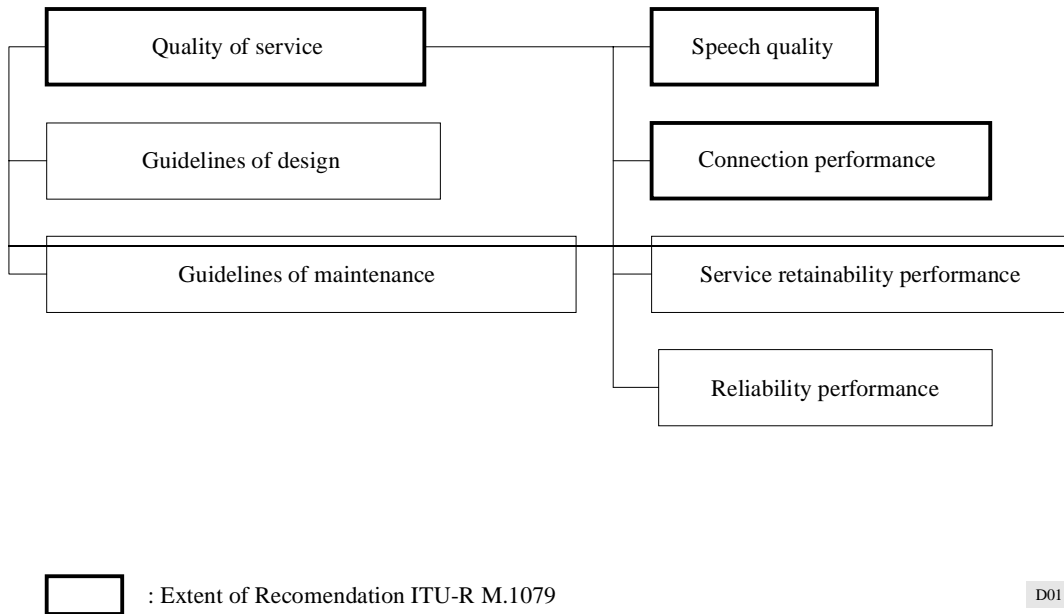 Quality of service
Speech quality
Guidelines of design
Connection performance
Guidelines of maintenance
Service retainability performance
Reliability performance
: Extent of Recomendation ITU-R M.1079
D01